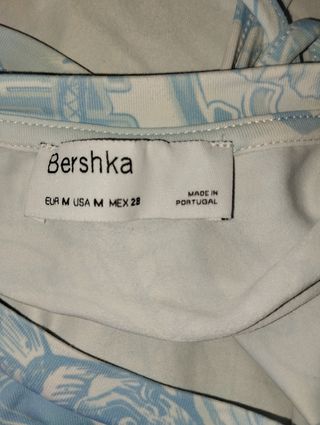 Bershka
EUR M USA M MEX 28
MADE IN
PORTUGAL